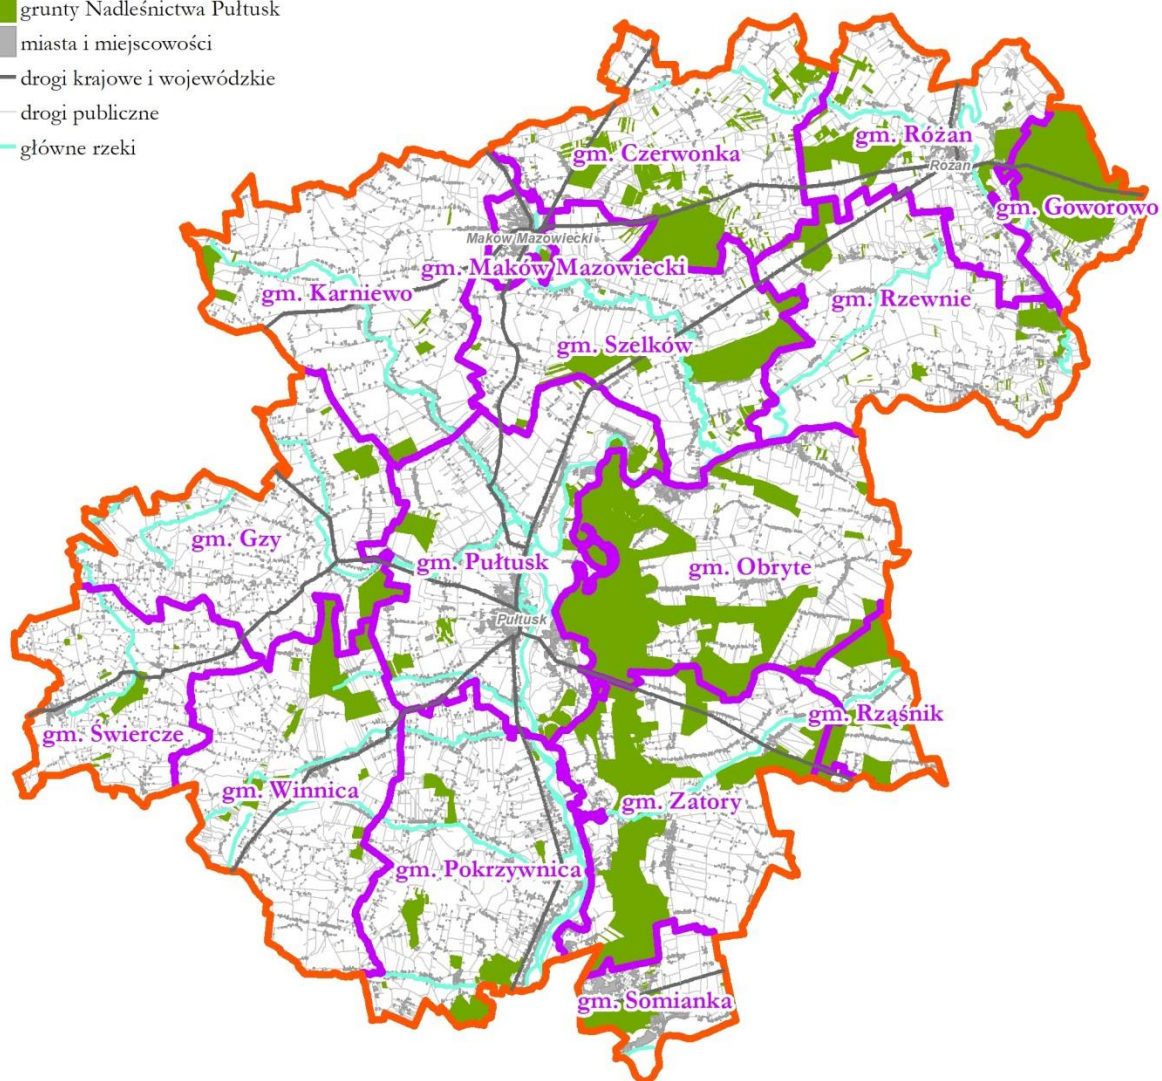 grunty Nadleśnictwa Pułtusk
miasta i miejscowości
drogi krajowe i wojewódzkie
drogi publiczne
główne rzeki
gm. Różan
gm. Czerwonka
Różan
gm. Goworowo
Maków Mazowiecki
gm. Maków Mazowiecki
gm. Karniewo
gm. Rzewnie
gm. Szelków
gm. Gzy
gm. Pułtusk
gm. Obryte
Pułtusk
gm. Rząśnik
gm. Świercze
gm. Winnica
gm. Zatory
gm. Pokrzywnica
gm. Somianka